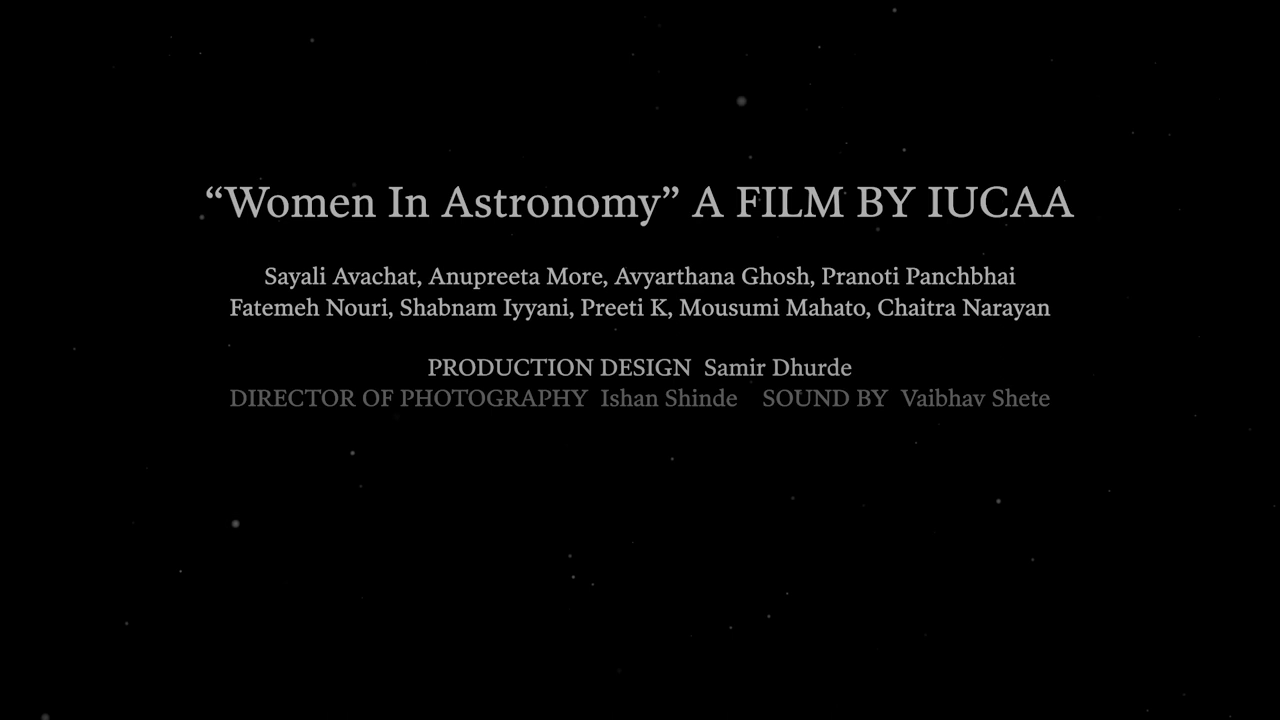 “Women In Astronomy” A FILM BY IUCAA
Sayali Avachat, Anupreeta More, Avyarthana Ghosh, Pranoti Panchbhai
Fatemeh Nouri, Shabnam Iyyani, Preeti K, Mousumi Mahato, Chaitra Narayan
PRODUCTION DESIGN Samir Dhurde
DIRECTOR OF PHOTOGRAPHY Ishan Shinde SOUND BY Vaibhav Shete